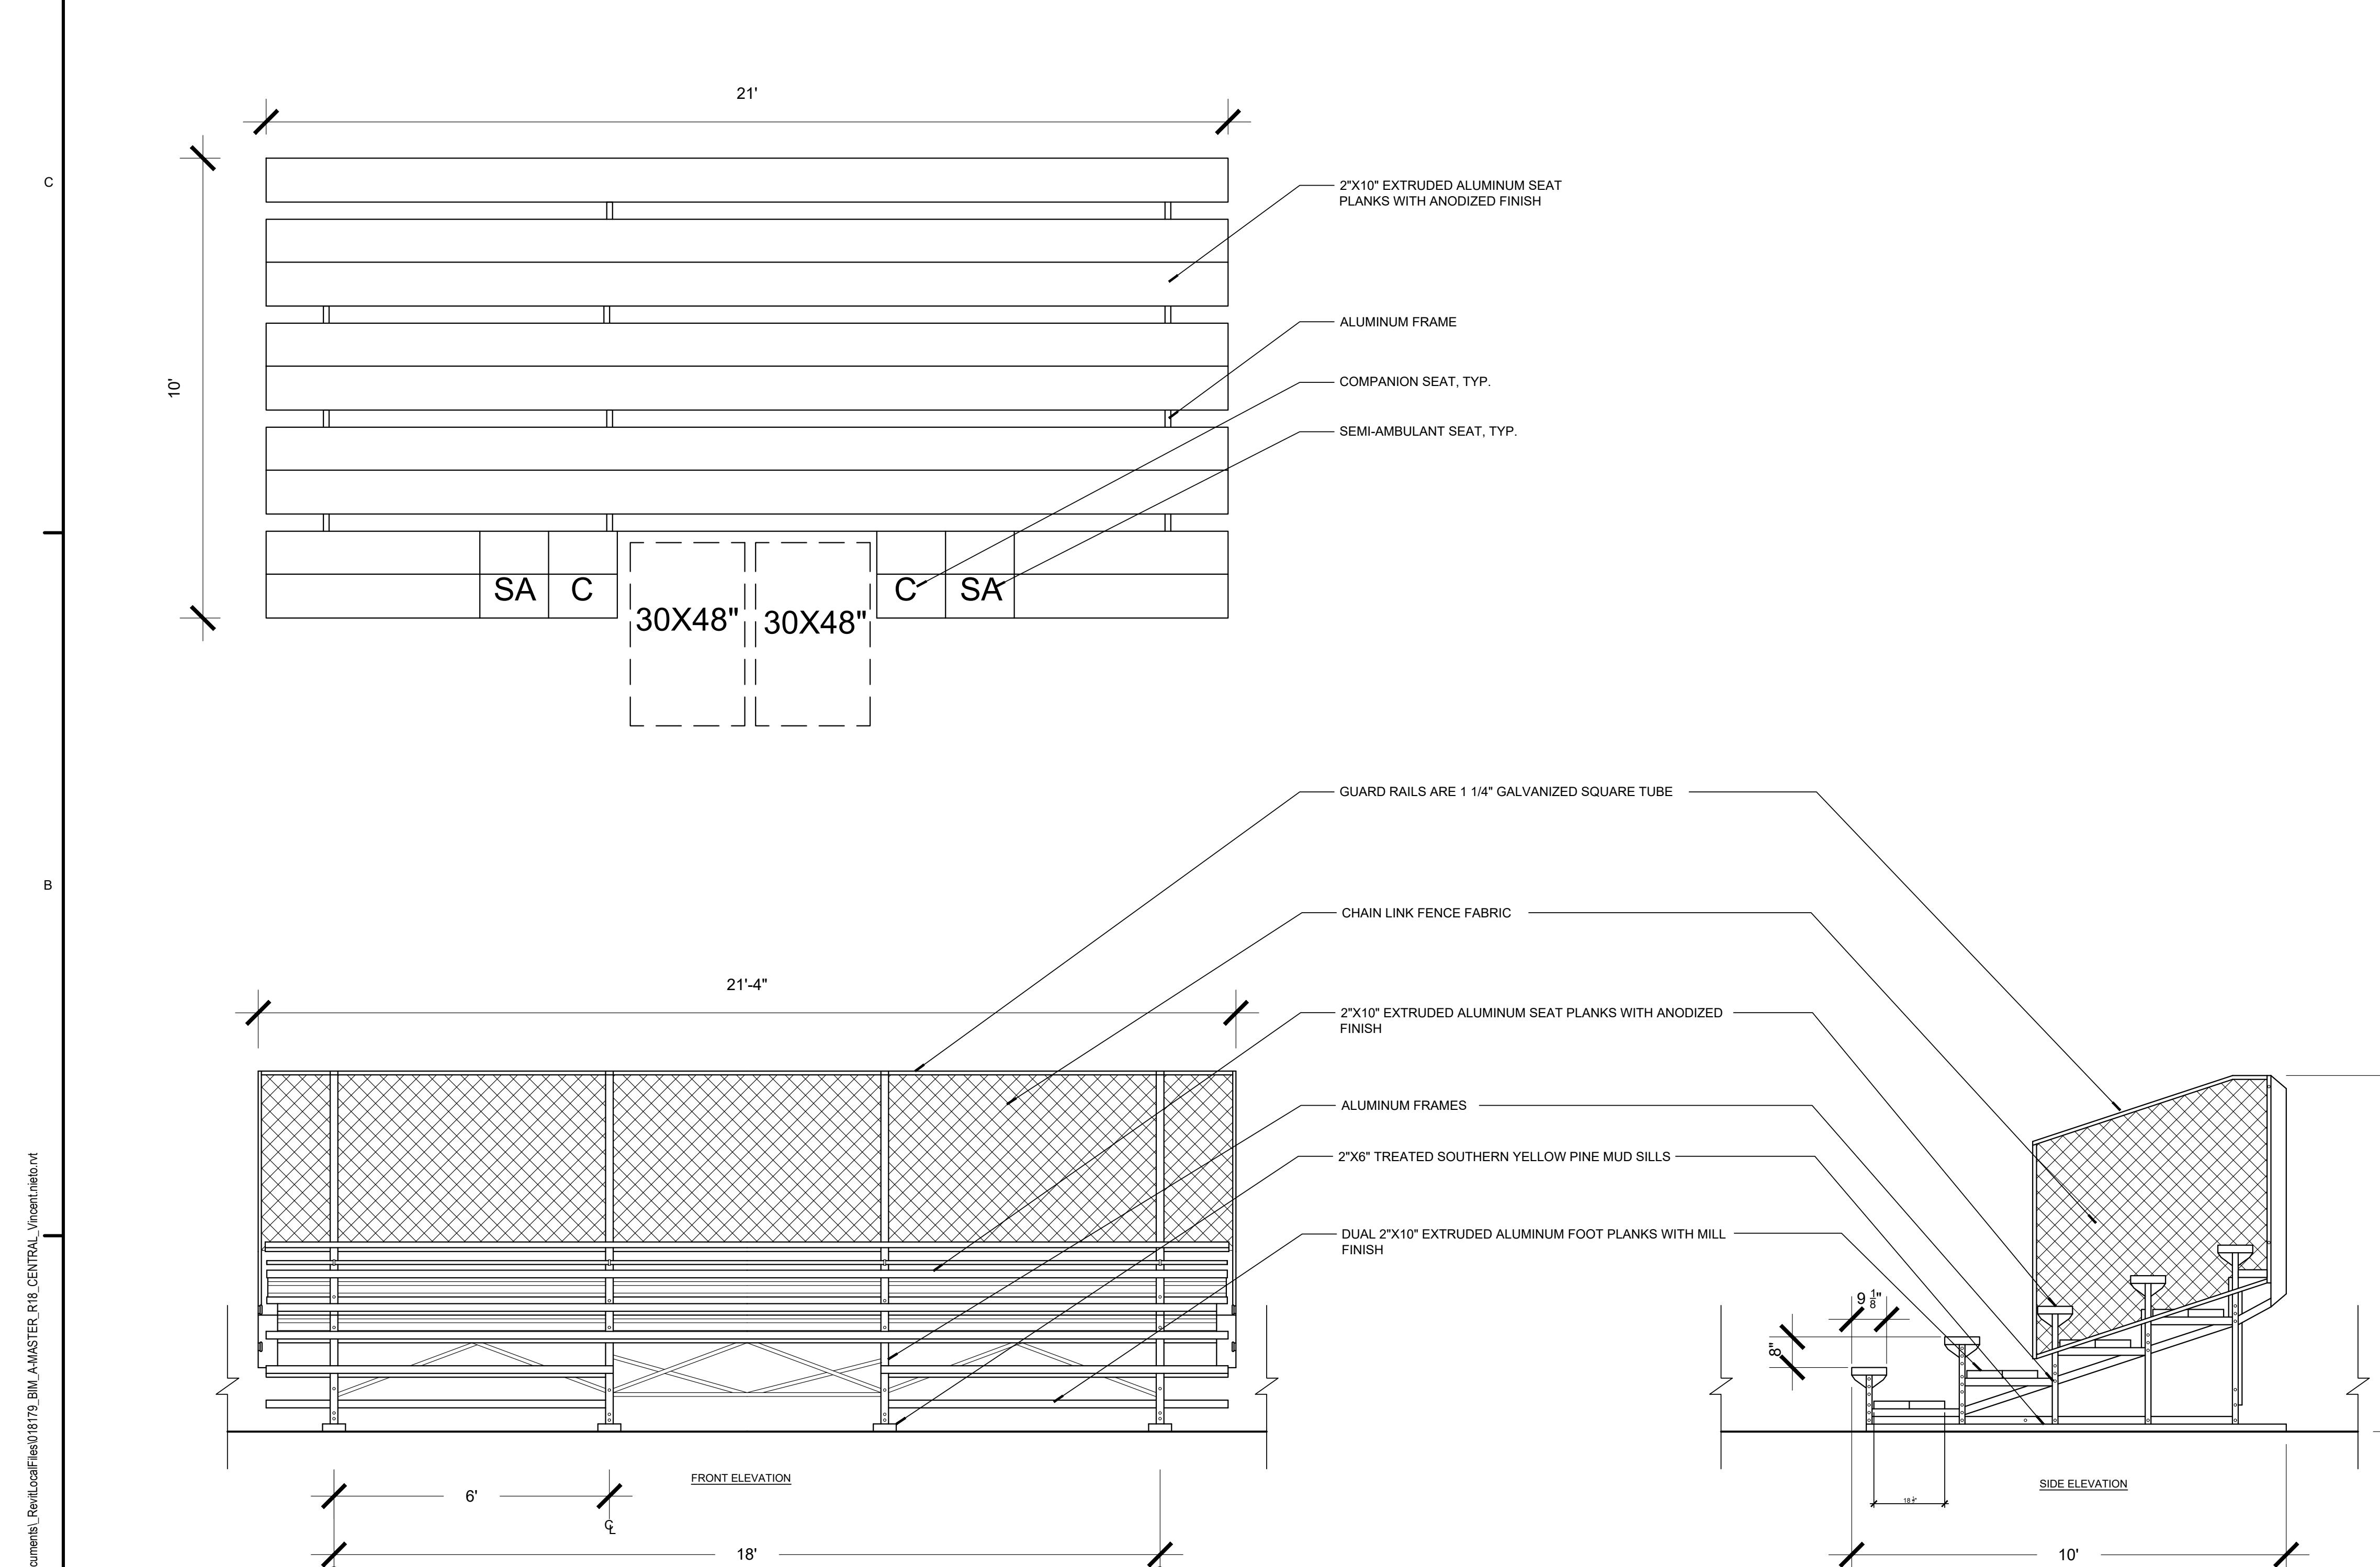 21'
C
10'
2"X10" EXTRUDED ALUMINUM SEAT
PLANKS WITH ANODIZED FINISH
ALUMINUM FRAME
COMPANION SEAT, TYP.
SEMI-AMBULANT SEAT, TYP.
SA
C
30X48"
30X48"
C
SA
GUARD RAILS ARE 1 1/4" GALVANIZED SQUARE TUBE
B
CHAIN LINK FENCE FABRIC
21'-4"
2"X10" EXTRUDED ALUMINUM SEAT PLANKS WITH ANODIZED
FINISH
ALUMINUM FRAMES
2"X6" TREATED SOUTHERN YELLOW PINE MUD SILLS
DUAL 2"X10" EXTRUDED ALUMINUM FOOT PLANKS WITH MILL
FINISH
9 1/8"
8"
FRONT ELEVATION
SIDE ELEVATION
6'
℄
18'
10'
cuments\_RevitLocalFiles\018179_BIM_A-MASTER_R18_CENTRAL_Vincent.nieto.rvt